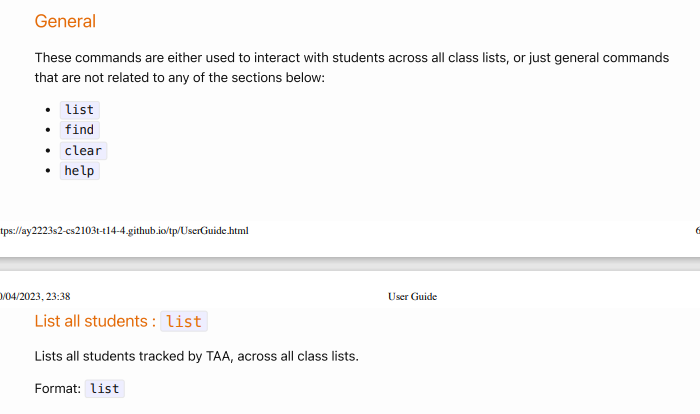 General
These commands are either used to interact with students across all class lists, or just general commands
that are not related to any of the sections below:
• list
• find
• clear
• help
tps://ay2223s2-cs2103t-t14-4.github.io/tp/UserGuide.html 6
/04/2023, 23:38 User Guide
List all students : list
Lists all students tracked by TAA, across all class lists.
Format: list